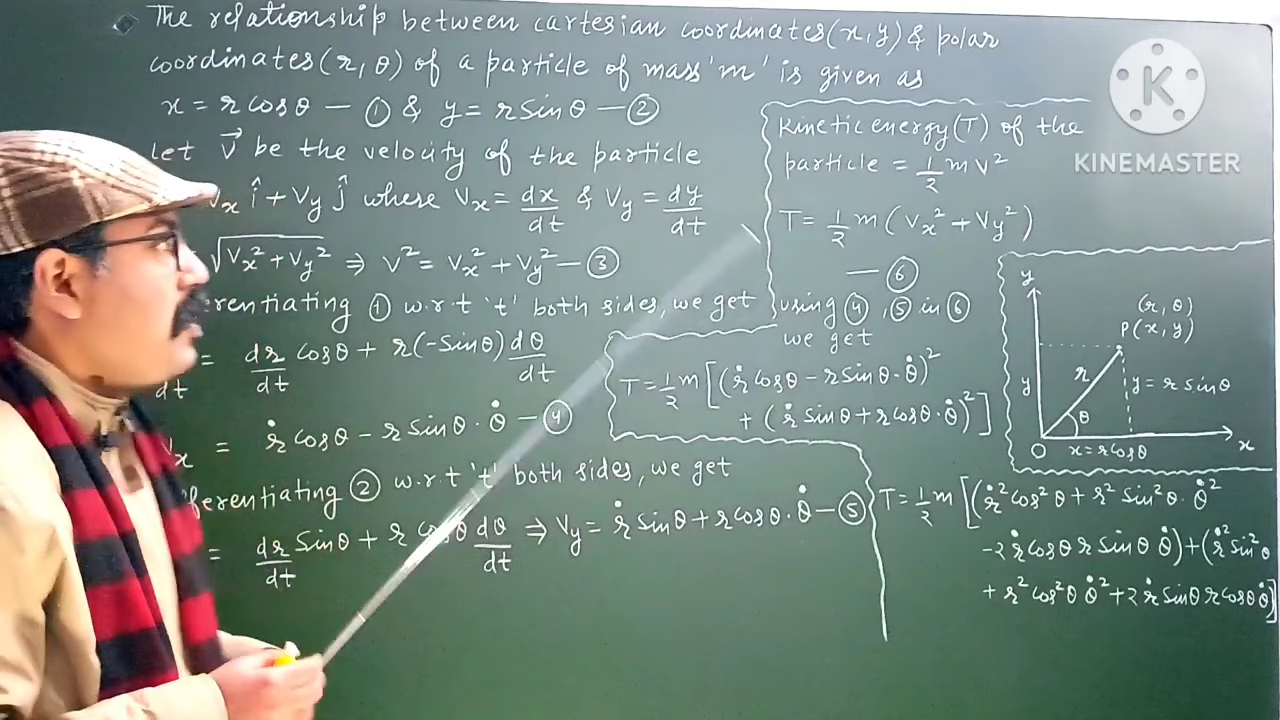 The relationship between cartesian coordinates(x,y) & polar
coordinates(r,θ) of a particle of mass 'm' is given as
x = r cosθ — ① & y = r sinθ — ②
Let v⃗ be the velocity of the particle
Vx î + Vy ĵ where Vx = dx/dt & Vy = dy/dt
√(Vx² + Vy²) ⇒ V² = Vx² + Vy² — ③
erentiating ① w.r.t 't' both sides, we get
dt = dr/dt cosθ + r(-sinθ) dθ/dt
x = ṙ cosθ - r sinθ · θ̇ — ④
fferentiating ② w.r.t 't' both sides, we get
= dr/dt sinθ + r cosθ dθ/dt ⇒ Vy = ṙ sinθ + r cosθ · θ̇ — ⑤
Kinetic energy(T) of the
particle = ½ m v²
T = ½ m (Vx² + Vy²)
— ⑥
using ④, ⑤ in ⑥
we get
T = ½ m [(ṙ cosθ - r sinθ · θ̇)²
+ (ṙ sinθ + r cosθ · θ̇)²]
y
(r, θ)
P(x, y)
r
y
y = r sinθ
θ
O
x = r cosθ
x
T = ½ m [(ṙ² cos²θ + r² sin²θ · θ̇²
-2 ṙ cosθ r sinθ θ̇) + (ṙ² sin²θ
+ r² cos²θ θ̇² + 2 ṙ sinθ r cosθ θ̇]
K
KINEMASTER